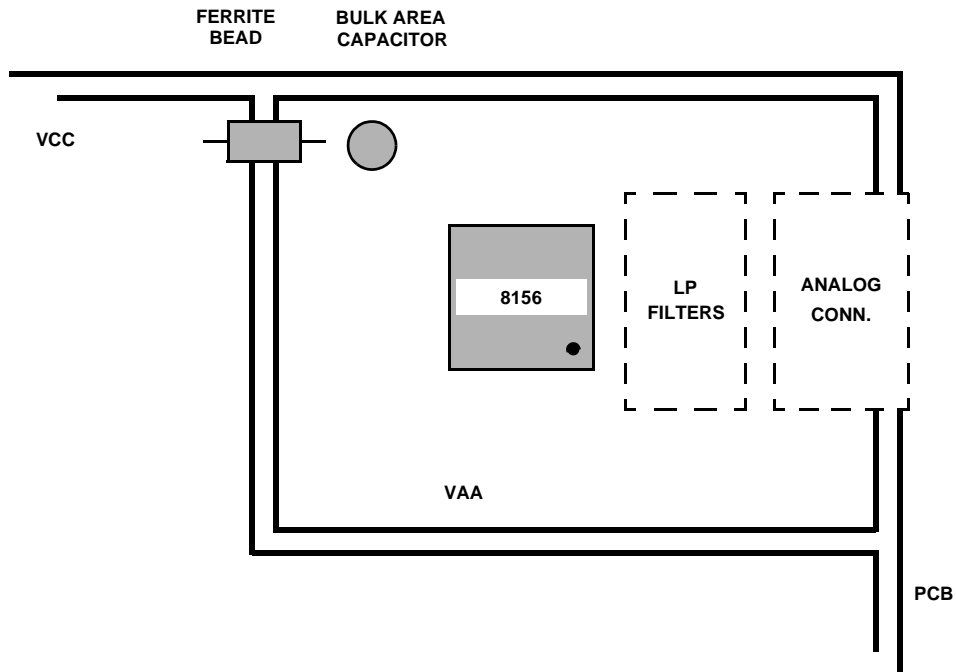 FERRITE
BEAD
BULK AREA
CAPACITOR
VCC
8156
LP
FILTERS
ANALOG
CONN.
VAA
PCB